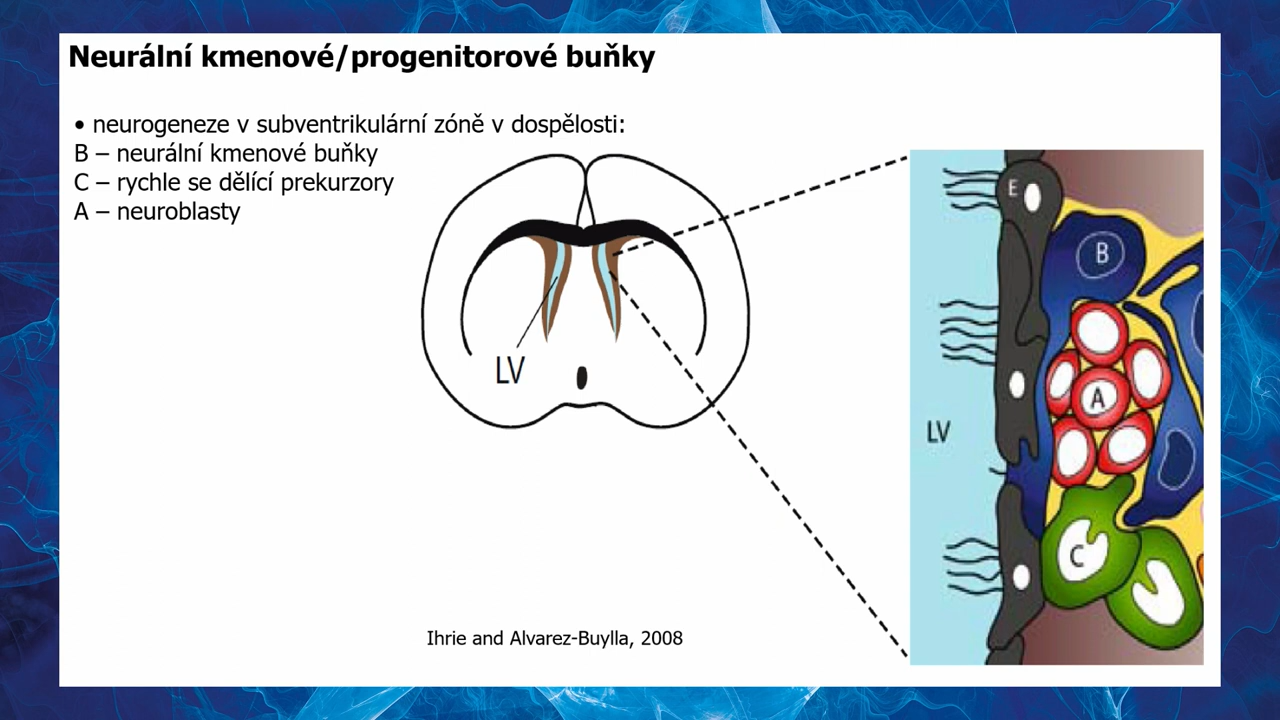 Neurální kmenové/progenitorové buňky
• neurogeneze v subventrikulární zóně v dospělosti:
B – neurální kmenové buňky
C – rychle se dělící prekurzory
A – neuroblasty
LV
E
B
A
LV
C
Ihrie and Alvarez-Buylla, 2008